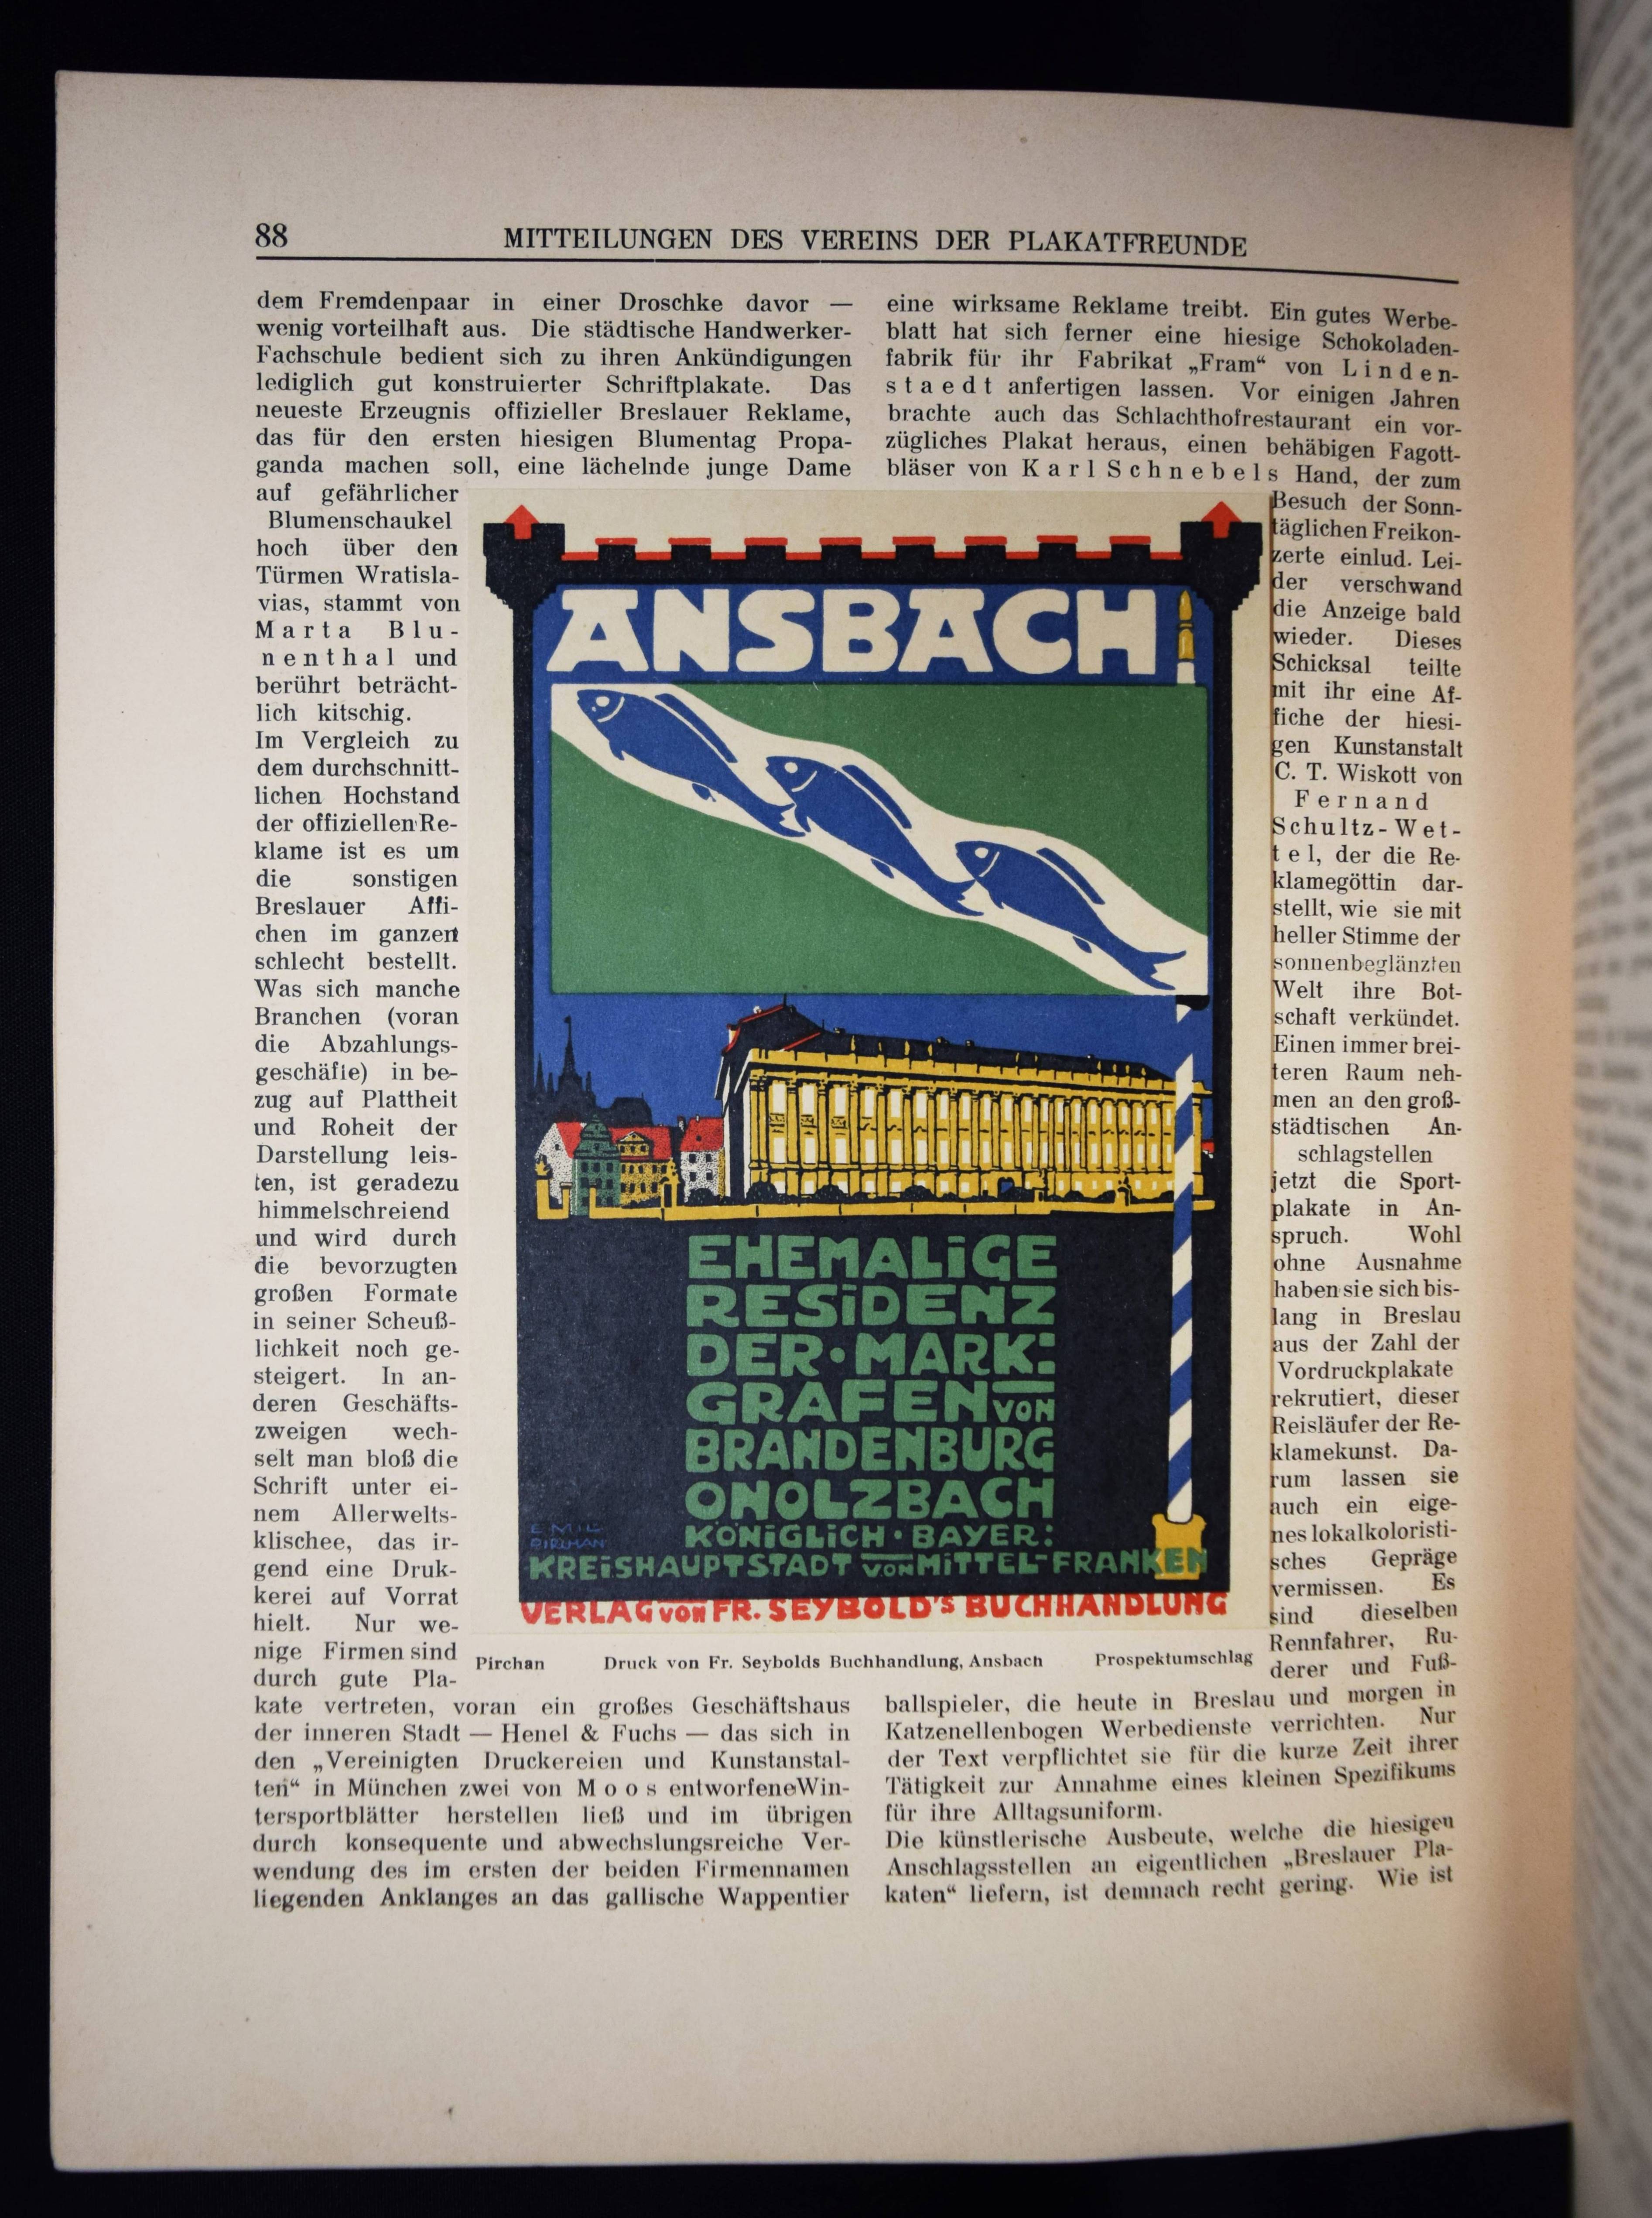 88
MITTEILUNGEN DES VEREINS DER PLAKATFREUNDE
dem Fremdenpaar in einer Droschke davor —
wenig vorteilhaft aus. Die städtische Handwerker-
Fachschule bedient sich zu ihren Ankündigungen
lediglich gut konstruierter Schriftplakate. Das
neueste Erzeugnis offizieller Breslauer Reklame,
das für den ersten hiesigen Blumentag Propa-
ganda machen soll, eine lächelnde junge Dame
auf gefährlicher
Blumenschaukel
hoch über den
Türmen Wratisla-
vias, stammt von
Marta Blu-
nenthal und
berührt beträcht-
lich kitschig.
Im Vergleich zu
dem durchschnitt-
lichen Hochstand
der offiziellen Re-
klame ist es um
die sonstigen
Breslauer Affi-
chen im ganzen
schlecht bestellt.
Was sich manche
Branchen (voran
die Abzahlungs-
geschäfte) in be-
zug auf Plattheit
und Roheit der
Darstellung leis-
ten, ist geradezu
himmelschreiend
und wird durch
die bevorzugten
großen Formate
in seiner Scheuß-
lichkeit noch ge-
steigert. In an-
deren Geschäfts-
zweigen wech-
selt man bloß die
Schrift unter ei-
nem Allerwelts-
klischee, das ir-
gend eine Druk-
kerei auf Vorrat
hielt. Nur we-
nige Firmen sind
durch gute Pla-
kate vertreten, voran ein großes Geschäftshaus
der inneren Stadt — Henel & Fuchs — das sich in
den „Vereinigten Druckereien und Kunstanstal-
ten“ in München zwei von Moos entworfene Win-
tersportblätter herstellen ließ und im übrigen
durch konsequente und abwechslungsreiche Ver-
wendung des im ersten der beiden Firmennamen
liegenden Anklanges an das gallische Wappentier
ANSBACH
EHEMALiGE
RESiDENZ
DER•MARK:
GRAFEN VON
BRANDENBURG
ONOLZBACH
KÖNiGLiCH•BAYER:
KREiSHAUPTSTADT VON MiTTEL-FRANKEN
EMIL
PIRCHAN
VERLAG VON FR. SEYBOLD's BUCHHANDLUNG
Pirchan Druck von Fr. Seybolds Buchhandlung, Ansbach Prospektumschlag
eine wirksame Reklame treibt. Ein gutes Werbe-
blatt hat sich ferner eine hiesige Schokoladen-
fabrik für ihr Fabrikat „Fram“ von Linden-
staedt anfertigen lassen. Vor einigen Jahren
brachte auch das Schlachthofrestaurant ein vor-
zügliches Plakat heraus, einen behäbigen Fagott-
bläser von Karl Schnebels Hand, der zum
Besuch der Sonn-
täglichen Freikon-
zerte einlud. Lei-
der verschwand
die Anzeige bald
wieder. Dieses
Schicksal teilte
mit ihr eine Af-
fiche der hiesi-
gen Kunstanstalt
C. T. Wiskott von
Fernand
Schultz-Wet-
tel, der die Re-
klamegöttin dar-
stellt, wie sie mit
heller Stimme der
sonnenbeglänzten
Welt ihre Bot-
schaft verkündet.
Einen immer brei-
teren Raum neh-
men an den groß-
städtischen An-
schlagstellen
jetzt die Sport-
plakate in An-
spruch. Wohl
ohne Ausnahme
haben sie sich bis-
lang in Breslau
aus der Zahl der
Vordruckplakate
rekrutiert, dieser
Reisläufer der Re-
klamekunst. Da-
rum lassen sie
auch ein eige-
nes lokalkoloristi-
sches Gepräge
vermissen. Es
sind dieselben
Rennfahrer, Ru-
derer und Fuß-
ballspieler, die heute in Breslau und morgen in
Katzenellenbogen Werbedienste verrichten. Nur
der Text verpflichtet sie für die kurze Zeit ihrer
Tätigkeit zur Annahme eines kleinen Spezifikums
für ihre Alltagsuniform.
Die künstlerische Ausbeute, welche die hiesigen
Anschlagsstellen an eigentlichen „Breslauer Pla-
katen“ liefern, ist demnach recht gering. Wie ist